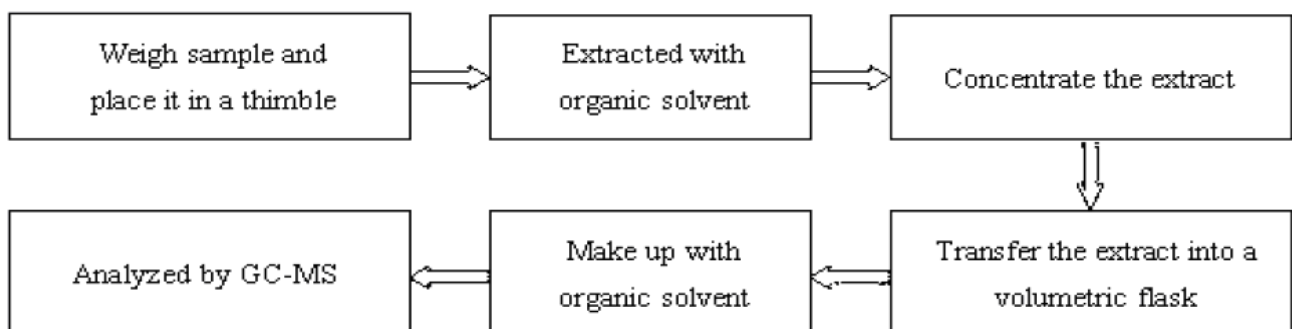 Weigh sample and
place it in a thimble
Extracted with
organic solvent
Concentrate the extract
Transfer the extract into a
volumetric flask
Make up with
organic solvent
Analyzed by GC-MS